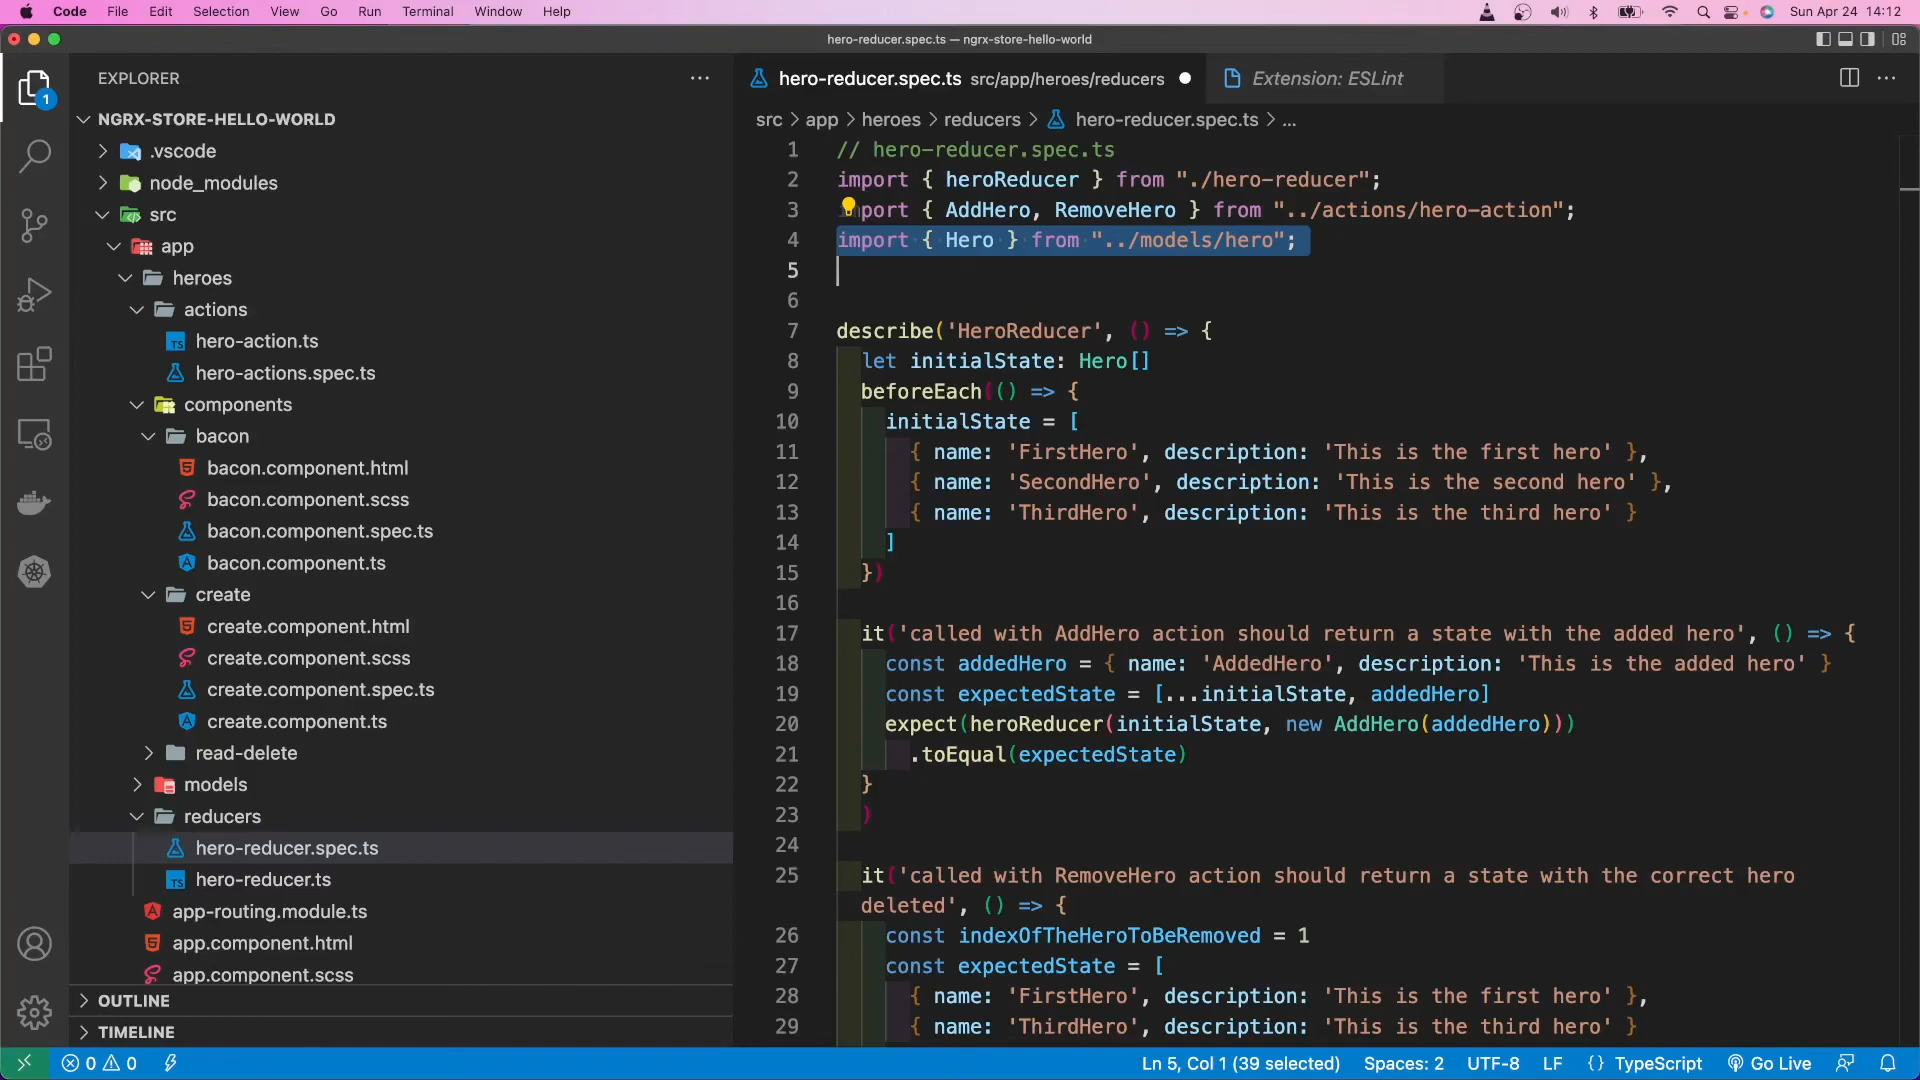 Code File Edit Selection View Go Run Terminal Window Help Sun Apr 24 14:12
hero-reducer.spec.ts — ngrx-store-hello-world
EXPLORER
1
NGRX-STORE-HELLO-WORLD
.vscode
node_modules
src
app
heroes
actions
hero-action.ts
hero-actions.spec.ts
components
bacon
bacon.component.html
bacon.component.scss
bacon.component.spec.ts
bacon.component.ts
create
create.component.html
create.component.scss
create.component.spec.ts
create.component.ts
read-delete
models
reducers
hero-reducer.spec.ts
hero-reducer.ts
app-routing.module.ts
app.component.html
app.component.scss
OUTLINE
TIMELINE
hero-reducer.spec.ts src/app/heroes/reducers Extension: ESLint
src > app > heroes > reducers > hero-reducer.spec.ts > ...
1 // hero-reducer.spec.ts
2 import { heroReducer } from "./hero-reducer";
3 import { AddHero, RemoveHero } from "../actions/hero-action";
4 import { Hero } from "../models/hero";
5
6
7 describe('HeroReducer', () => {
8 let initialState: Hero[]
9 beforeEach(() => {
10 initialState = [
11 { name: 'FirstHero', description: 'This is the first hero' },
12 { name: 'SecondHero', description: 'This is the second hero' },
13 { name: 'ThirdHero', description: 'This is the third hero' }
14 ]
15 })
16
17 it('called with AddHero action should return a state with the added hero', () => {
18 const addedHero = { name: 'AddedHero', description: 'This is the added hero' }
19 const expectedState = [...initialState, addedHero]
20 expect(heroReducer(initialState, new AddHero(addedHero)))
21 .toEqual(expectedState)
22 }
23 )
24
25 it('called with RemoveHero action should return a state with the correct hero
deleted', () => {
26 const indexOfTheHeroToBeRemoved = 1
27 const expectedState = [
28 { name: 'FirstHero', description: 'This is the first hero' },
29 { name: 'ThirdHero', description: 'This is the third hero' }
0 0 Ln 5, Col 1 (39 selected) Spaces: 2 UTF-8 LF {} TypeScript Go Live